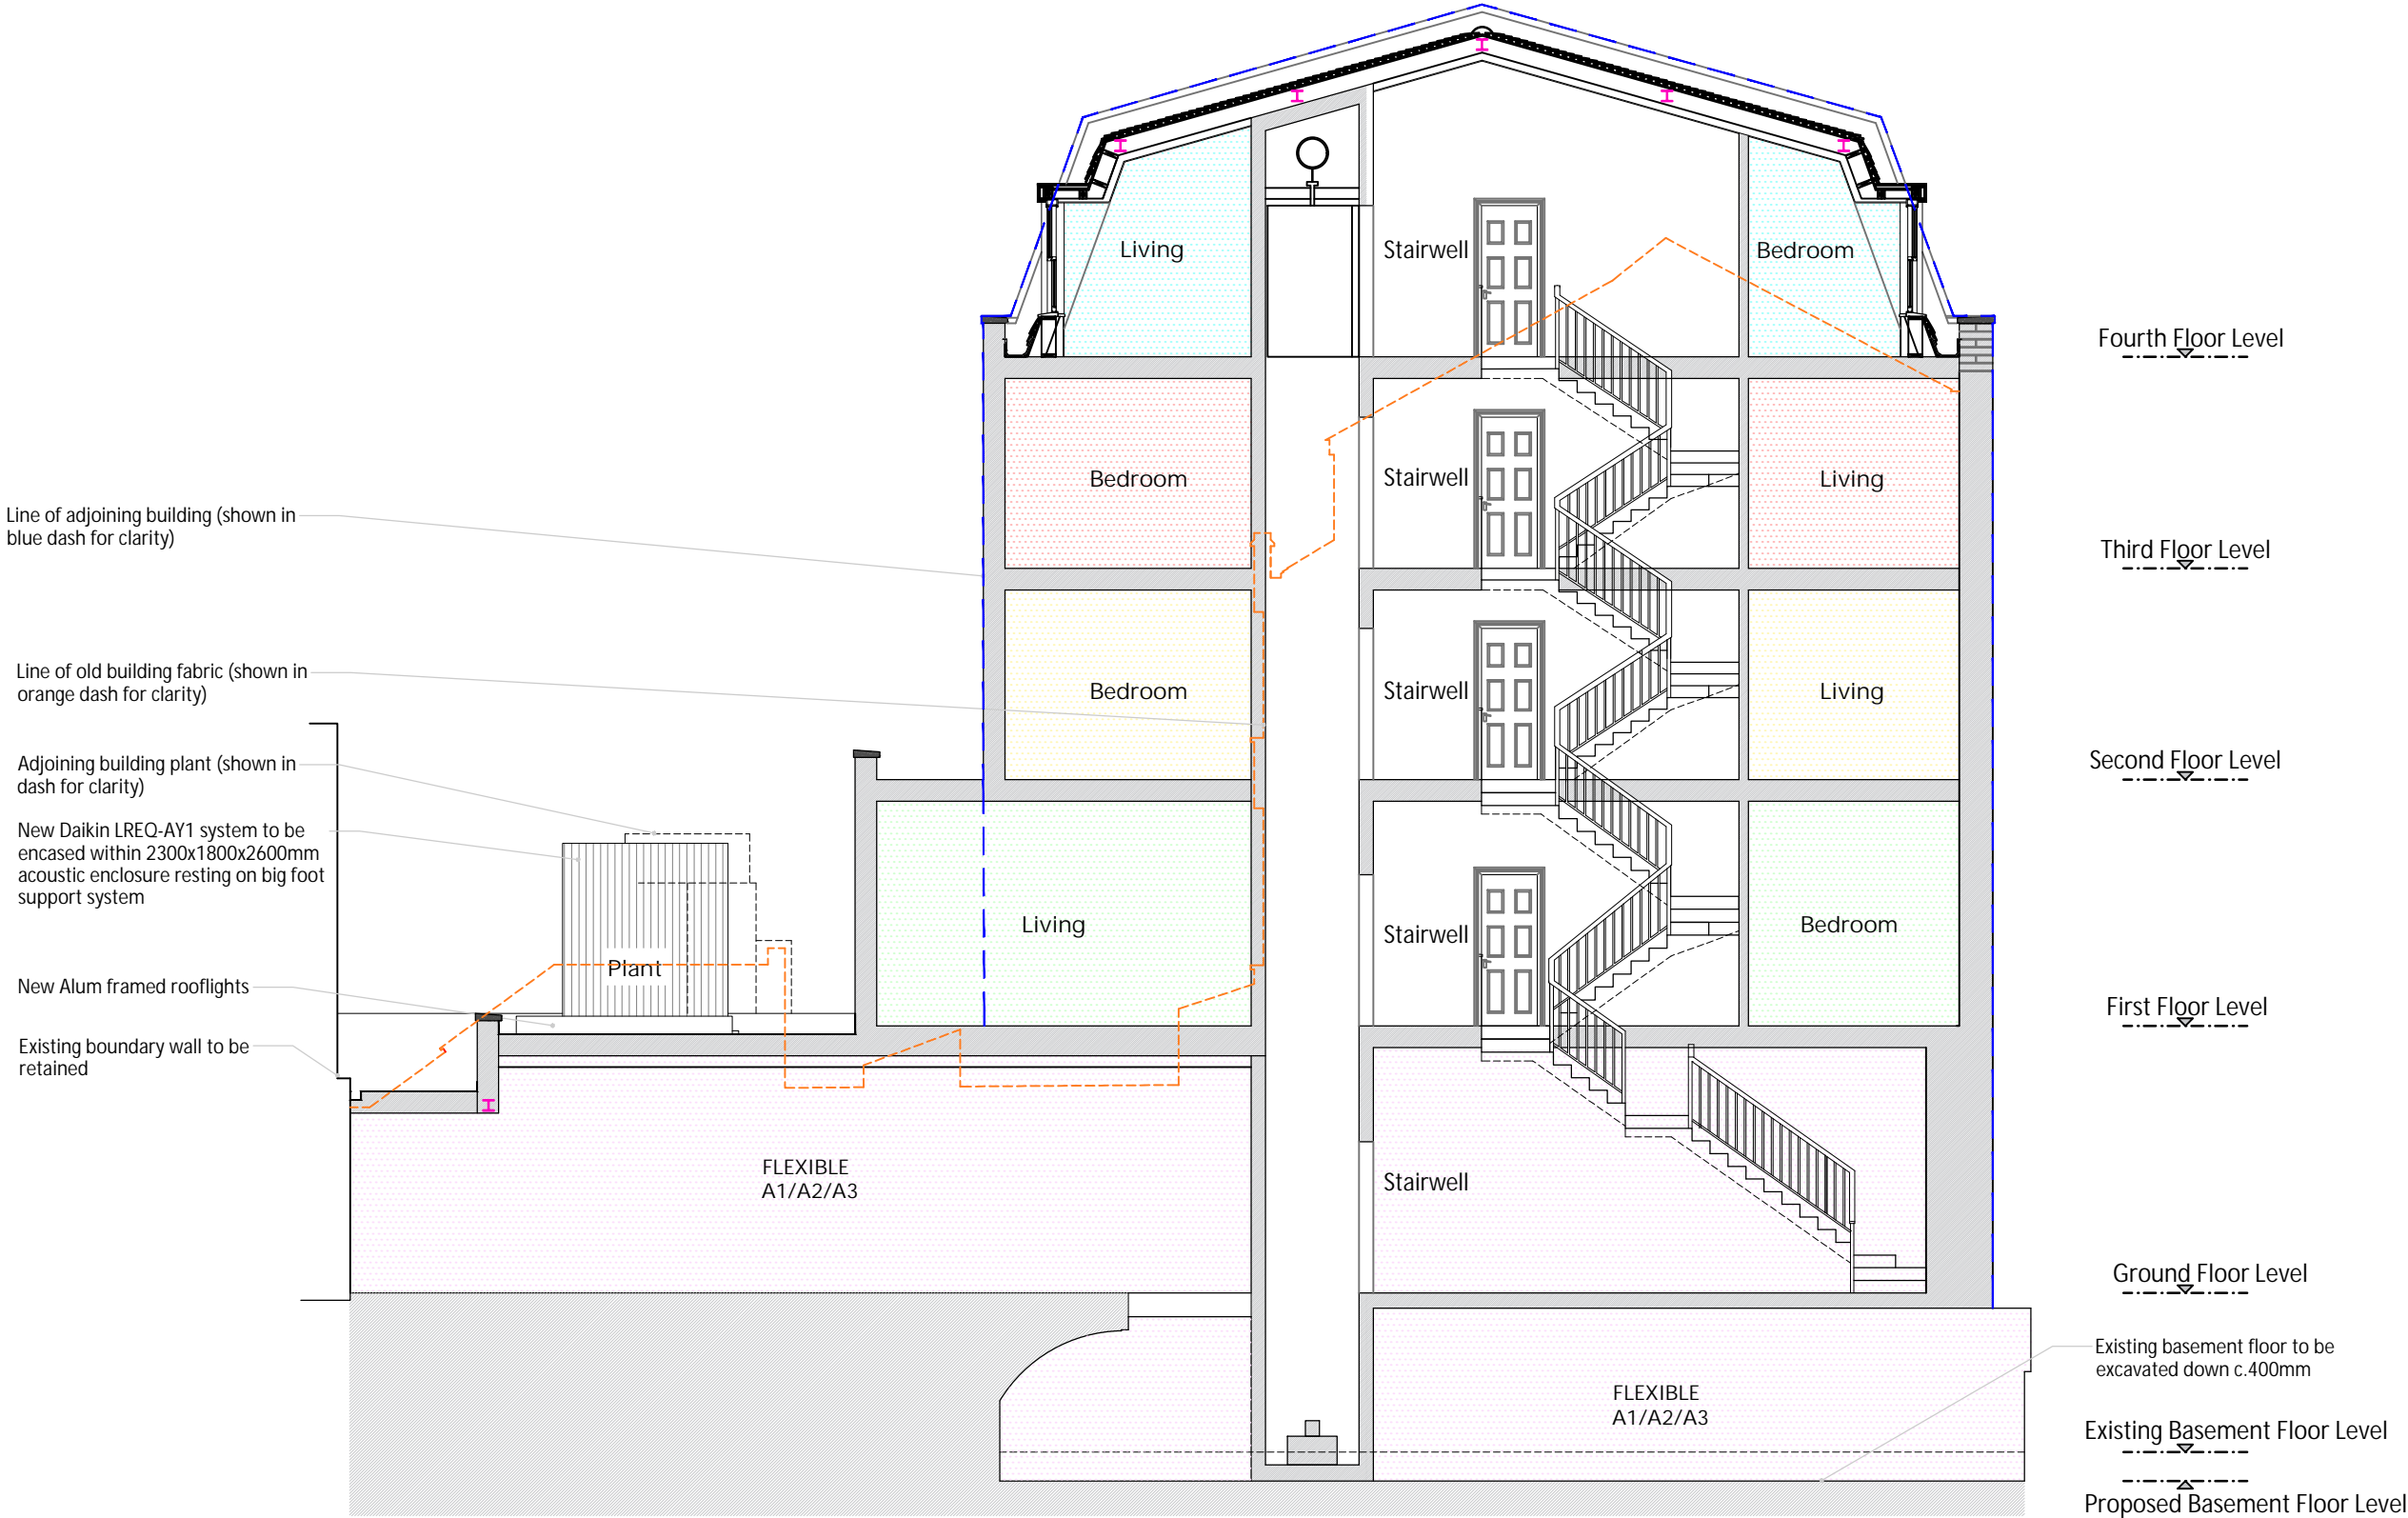 Living
Stairwell
Bedroom
Fourth Floor Level
Bedroom
Stairwell
Living
Line of adjoining building (shown in
blue dash for clarity)
Third Floor Level
Line of old building fabric (shown in
orange dash for clarity)
Bedroom
Stairwell
Living
Adjoining building plant (shown in
dash for clarity)
Second Floor Level
New Daikin LREQ-AY1 system to be
encased within 2300x1800x2600mm
acoustic enclosure resting on big foot
support system
Living
Stairwell
Bedroom
Plant
New Alum framed rooflights
First Floor Level
Existing boundary wall to be
retained
FLEXIBLE
A1/A2/A3
Stairwell
Ground Floor Level
Existing basement floor to be
excavated down c.400mm
FLEXIBLE
A1/A2/A3
Existing Basement Floor Level
Proposed Basement Floor Level